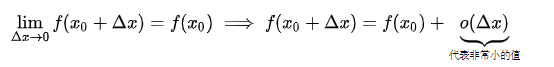 lim_{Δx→0} f(x₀ + Δx) = f(x₀) ⟹ f(x₀ + Δx) = f(x₀) + o(Δx)
代表非常小的值